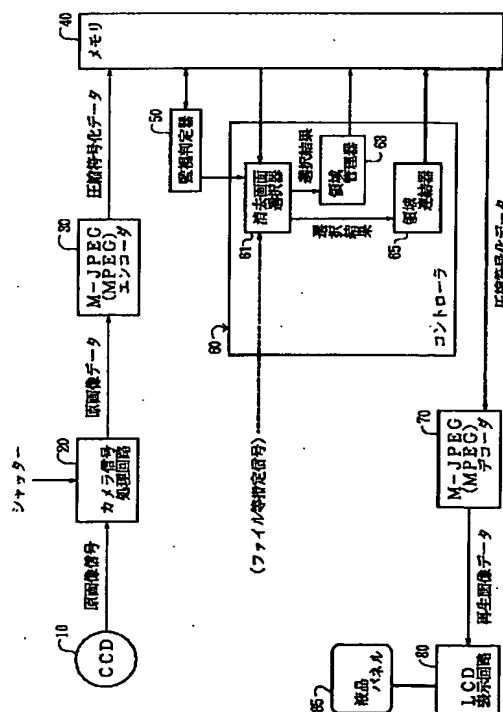 シャッター
10
CCD
原画像信号
20
カメラ信号
処理回路
原画像データ
30
M-JPEG
(MPEG)
エンコーダ
圧縮符号化データ
40
メモリ
50
監視判定器
60
コントローラ
61
消去画面
選択器
選択結果
68
領域
管理器
選択
結果
65
領域
連結器
(ファイル等指定信号)
圧縮符号化データ
70
M-JPEG
(MPEG)
デコーダ
再生画像データ
80
LCD
表示回路
85
液晶
パネル